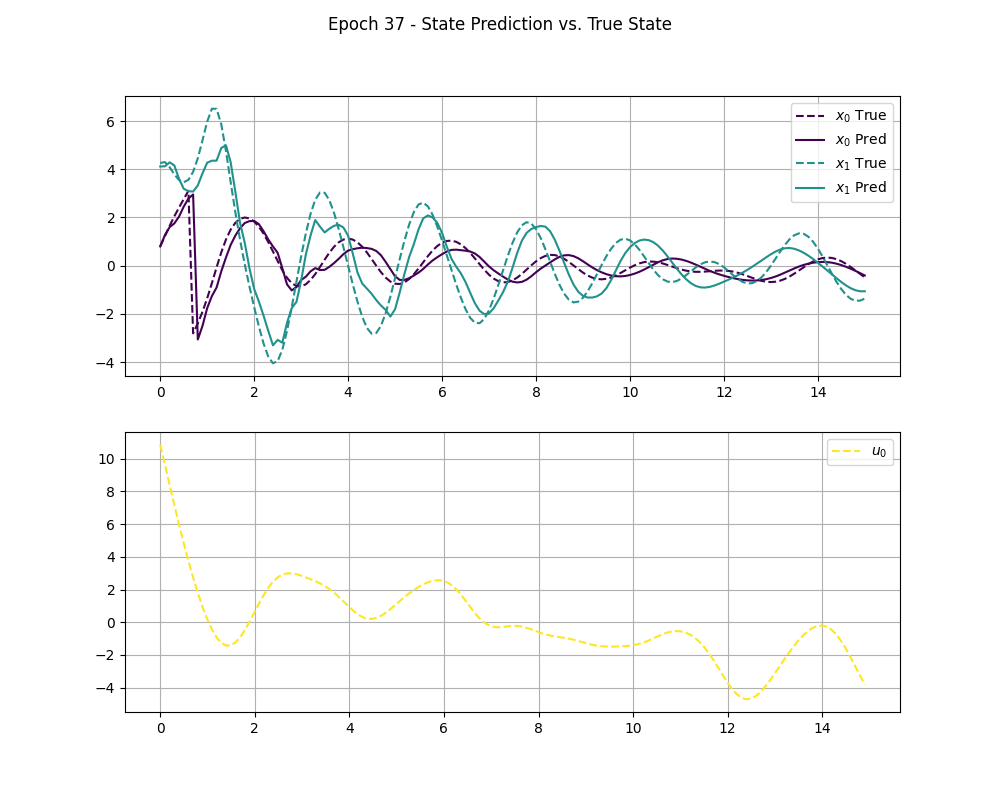 Epoch 37 - State Prediction vs. True State
6
4
2
0
−2
−4
x₀ True
x₀ Pred
x₁ True
x₁ Pred
0 2 4 6 8 10 12 14
10
8
6
4
2
0
−2
−4
u₀
0 2 4 6 8 10 12 14